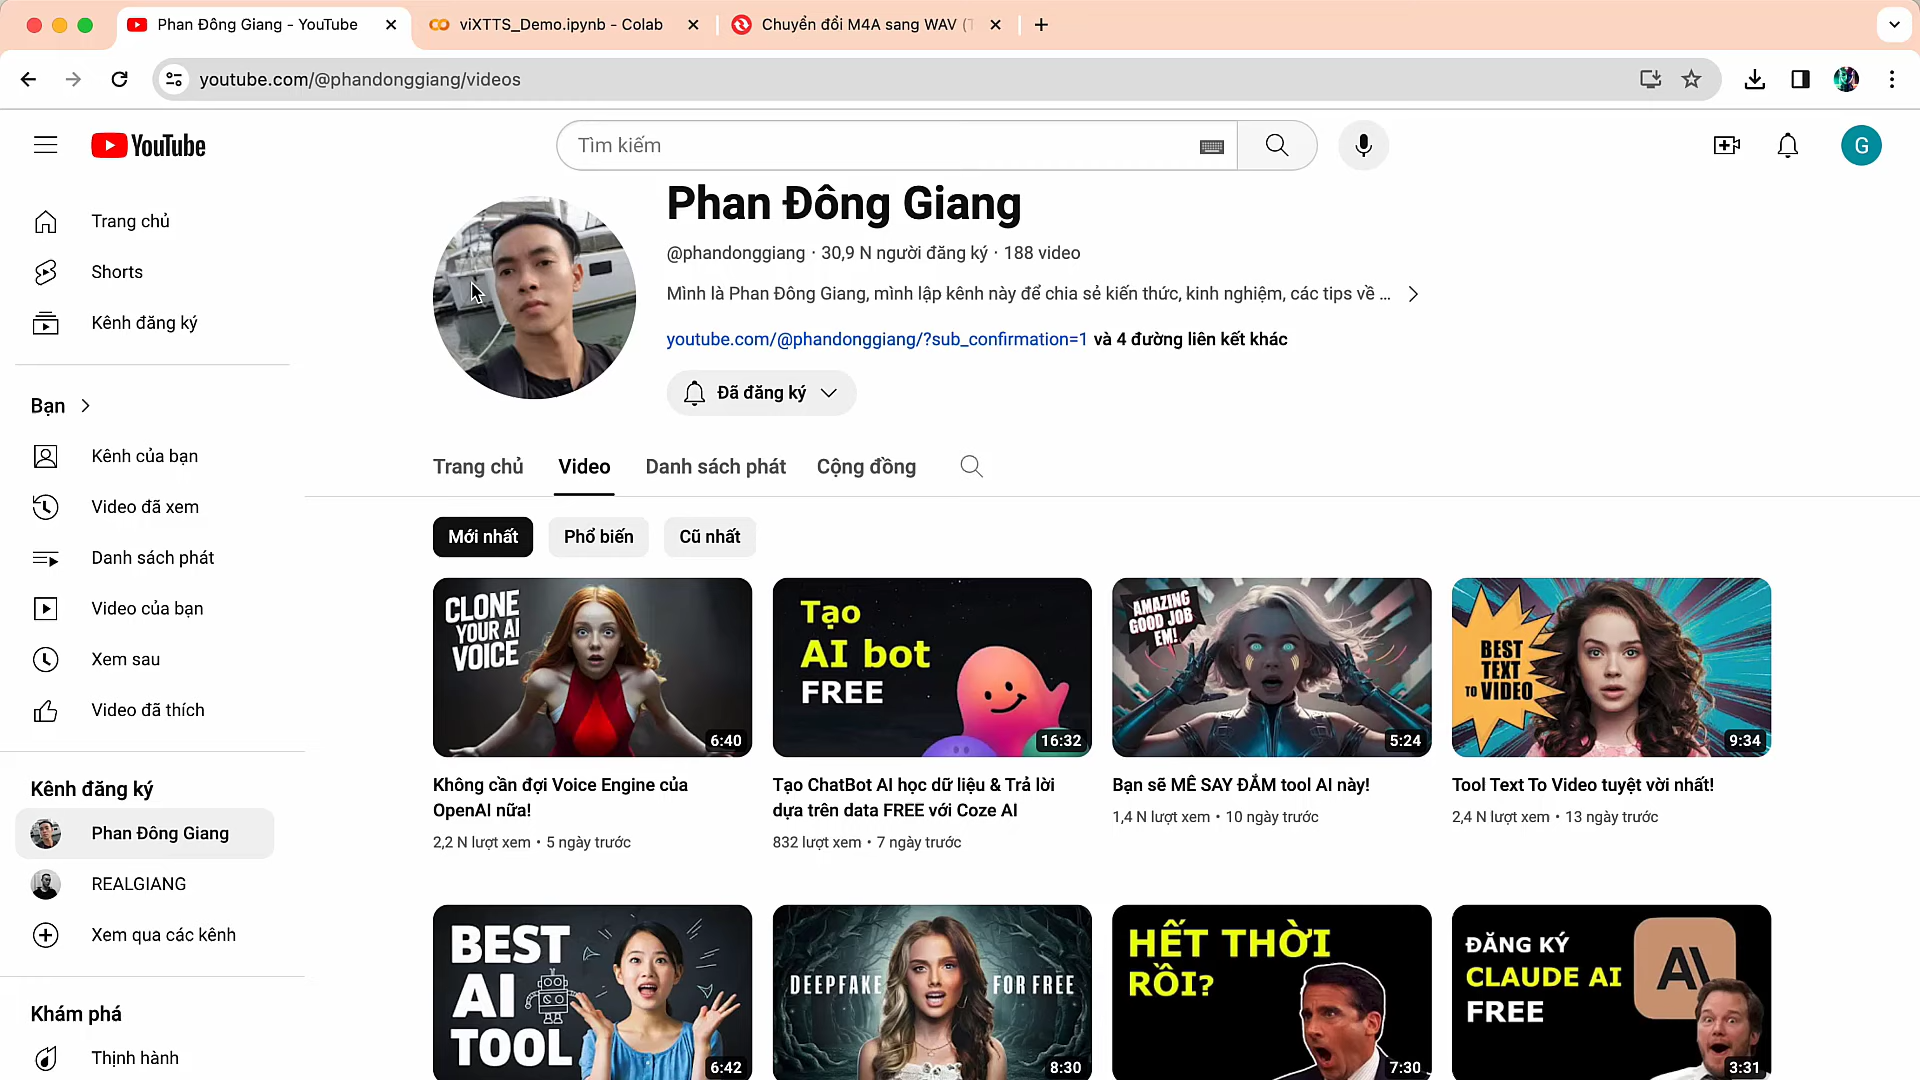 Phan Đông Giang - YouTube
viXTTS_Demo.ipynb - Colab
Chuyển đổi M4A sang WAV (
youtube.com/@phandonggiang/videos
YouTube
Tìm kiếm
G
Trang chủ
Shorts
Kênh đăng ký
Bạn
Kênh của bạn
Video đã xem
Danh sách phát
Video của bạn
Xem sau
Video đã thích
Kênh đăng ký
Phan Đông Giang
REALGIANG
Xem qua các kênh
Khám phá
Thịnh hành
Phan Đông Giang
@phandonggiang · 30,9 N người đăng ký · 188 video
Mình là Phan Đông Giang, mình lập kênh này để chia sẻ kiến thức, kinh nghiệm, các tips về ...
youtube.com/@phandonggiang/?sub_confirmation=1 và 4 đường liên kết khác
Đã đăng ký
Trang chủ Video Danh sách phát Cộng đồng
Mới nhất Phổ biến Cũ nhất
CLONE
YOUR AI
VOICE
6:40
Không cần đợi Voice Engine của
OpenAI nữa!
2,2 N lượt xem • 5 ngày trước
Tạo
AI bot
FREE
16:32
Tạo ChatBot AI học dữ liệu & Trả lời
dựa trên data FREE với Coze AI
832 lượt xem • 7 ngày trước
AMAZING
GOOD JOB
EM!
5:24
Bạn sẽ MÊ SAY ĐẮM tool AI này!
1,4 N lượt xem • 10 ngày trước
BEST
TEXT
TO VIDEO
9:34
Tool Text To Video tuyệt vời nhất!
2,4 N lượt xem • 13 ngày trước
BEST
AI
TOOL
6:42
DEEPFAKE FOR FREE
8:30
HẾT THỜI
RỒI?
7:30
ĐĂNG KÝ
CLAUDE AI
FREE
A\
3:31